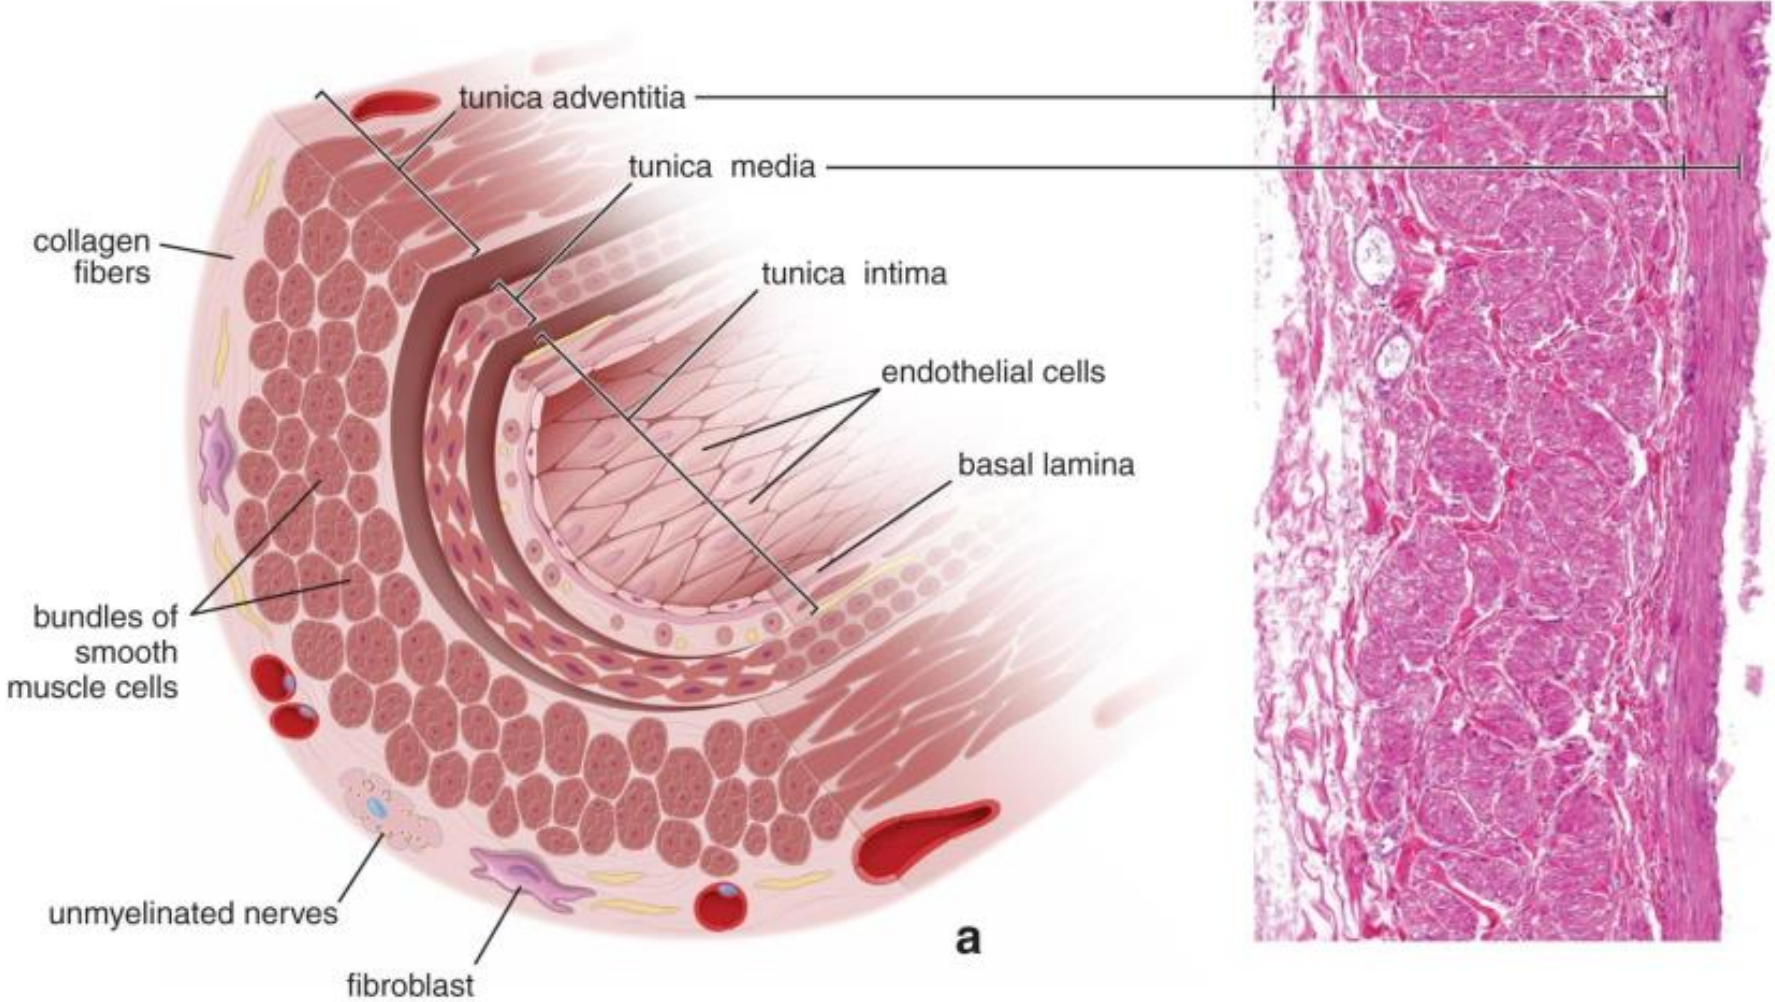 tunica adventitia
tunica media
collagen
fibers
tunica intima
endothelial cells
basal lamina
bundles of
smooth
muscle cells
unmyelinated nerves
a
fibroblast